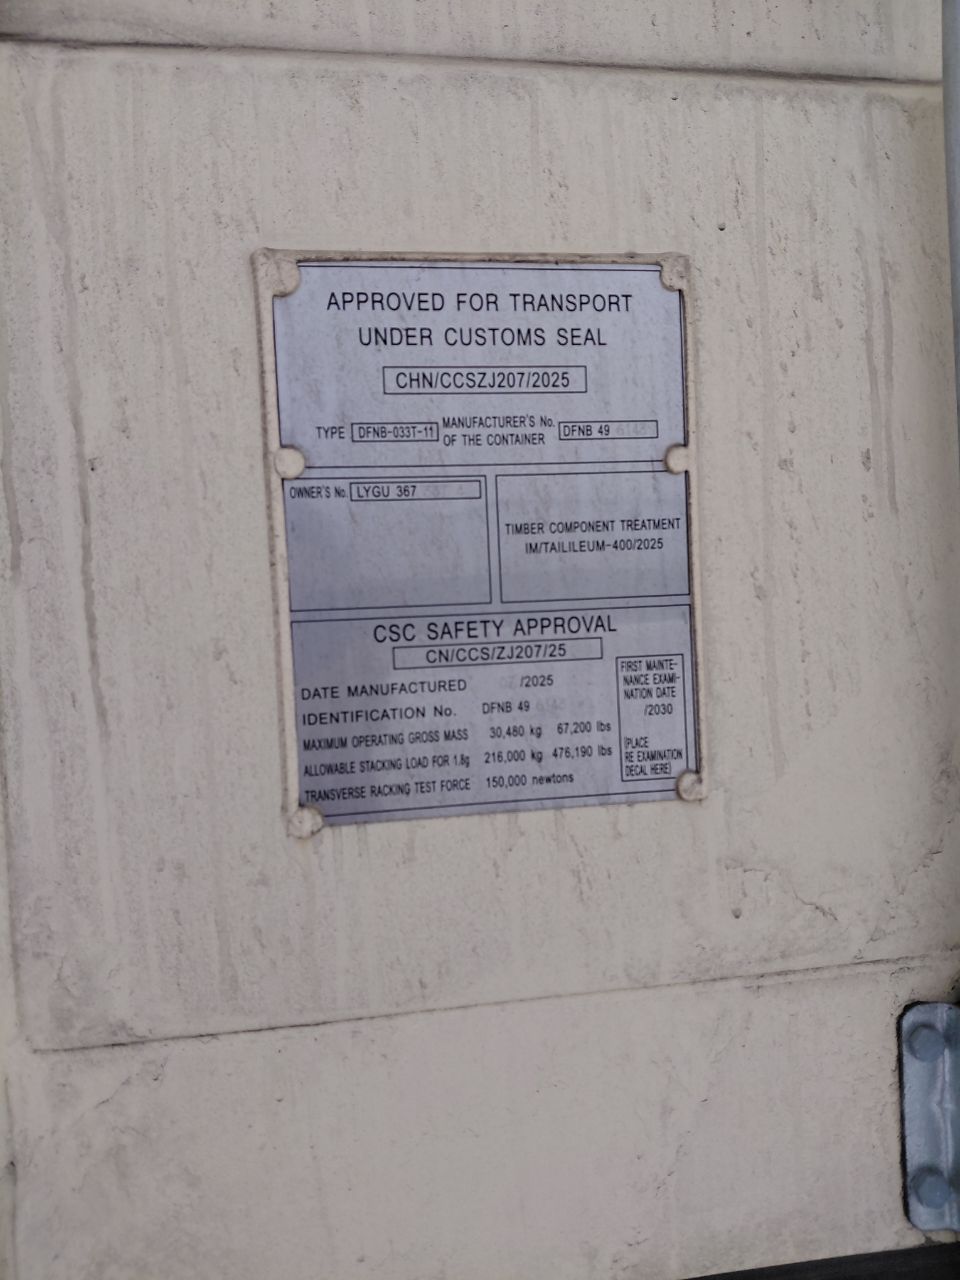 APPROVED FOR TRANSPORT
UNDER CUSTOMS SEAL
CHN/CCSZJ207/2025
TYPE DFNB-033T-11 MANUFACTURER'S No. OF THE CONTAINER DFNB 49
OWNER'S No. LYGU 367
TIMBER COMPONENT TREATMENT
IM/TAILILEUM-400/2025
CSC SAFETY APPROVAL
CN/CCS/ZJ207/25
DATE MANUFACTURED /2025
IDENTIFICATION No. DFNB 49
MAXIMUM OPERATING GROSS MASS 30,480 kg 67,200 lbs
ALLOWABLE STACKING LOAD FOR 1.8g 216,000 kg 476,190 lbs
TRANSVERSE RACKING TEST FORCE 150,000 newtons
FIRST MAINTE-
NANCE EXAMI-
NATION DATE
/2030
(PLACE
RE EXAMINATION
DECAL HERE)